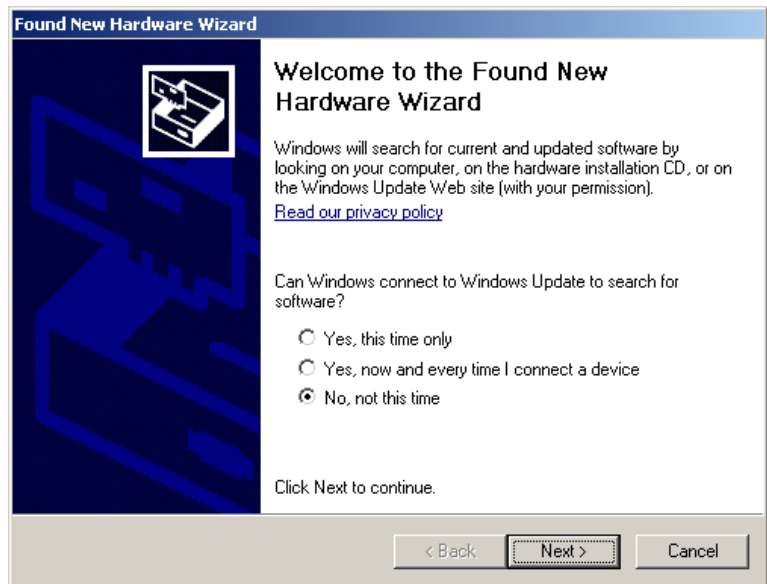 Found New Hardware Wizard
Welcome to the Found New
Hardware Wizard
Windows will search for current and updated software by
looking on your computer, on the hardware installation CD, or on
the Windows Update Web site (with your permission).
Read our privacy policy
Can Windows connect to Windows Update to search for
software?
Yes, this time only
Yes, now and every time I connect a device
No, not this time
Click Next to continue.
< Back
Next >
Cancel